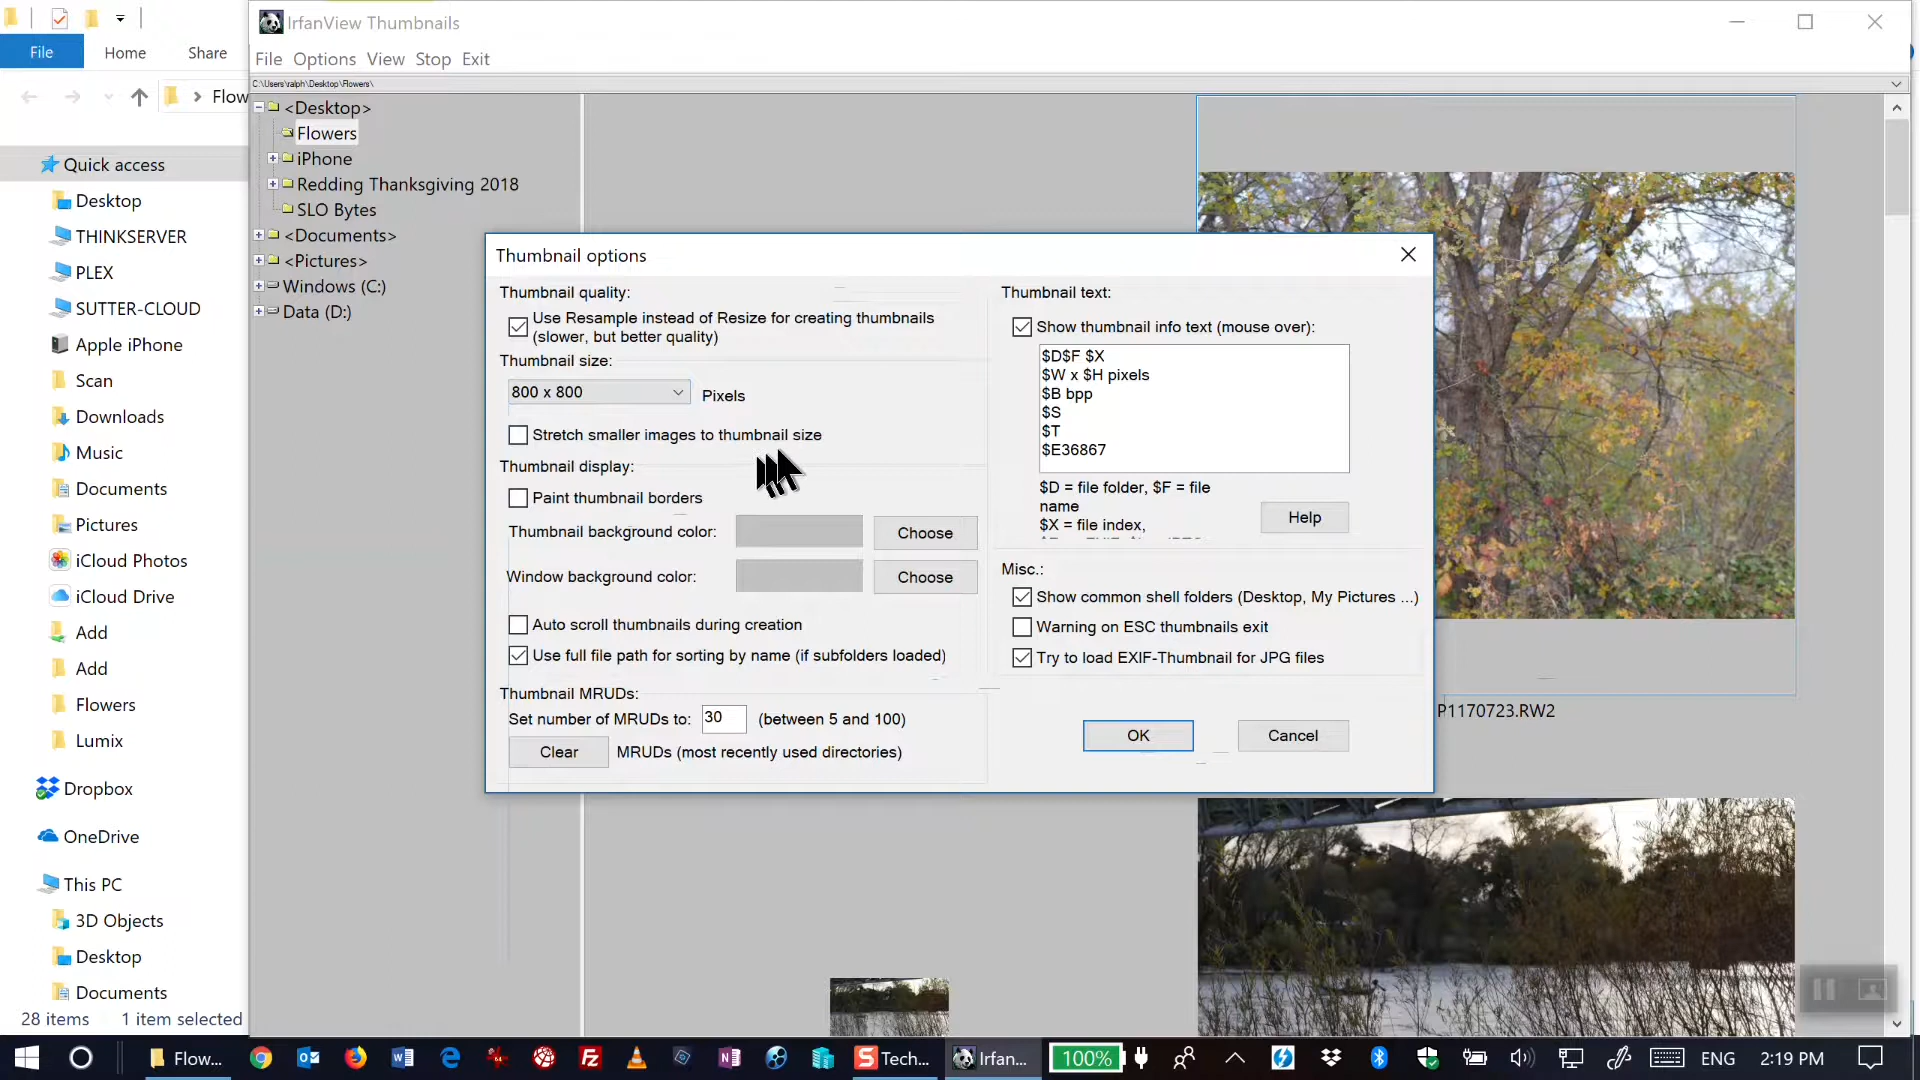 IrfanView Thumbnails
File
Home
Share
File Options View Stop Exit
C:\Users\ralph\Desktop\Flowers\
Flow
<Desktop>
Flowers
iPhone
Redding Thanksgiving 2018
SLO Bytes
<Documents>
<Pictures>
Windows (C:)
Data (D:)
Quick access
Desktop
THINKSERVER
PLEX
SUTTER-CLOUD
Apple iPhone
Scan
Downloads
Music
Documents
Pictures
iCloud Photos
iCloud Drive
Add
Add
Flowers
Lumix
Dropbox
OneDrive
This PC
3D Objects
Desktop
Documents
28 items 1 item selected
Thumbnail options
Thumbnail quality:
Use Resample instead of Resize for creating thumbnails
(slower, but better quality)
Thumbnail size:
800 x 800
Pixels
Stretch smaller images to thumbnail size
Thumbnail display:
Paint thumbnail borders
Thumbnail background color:
Choose
Window background color:
Choose
Auto scroll thumbnails during creation
Use full file path for sorting by name (if subfolders loaded)
Thumbnail MRUDs:
Set number of MRUDs to: 30 (between 5 and 100)
Clear
MRUDs (most recently used directories)
Thumbnail text:
Show thumbnail info text (mouse over):
$D$F $X
$W x $H pixels
$B bpp
$S
$T
$E36867
$D = file folder, $F = file
name
$X = file index,
Help
Misc.:
Show common shell folders (Desktop, My Pictures ...)
Warning on ESC thumbnails exit
Try to load EXIF-Thumbnail for JPG files
OK
Cancel
P1170723.RW2
Flow...
Tech...
Irfan...
100%
ENG
2:19 PM